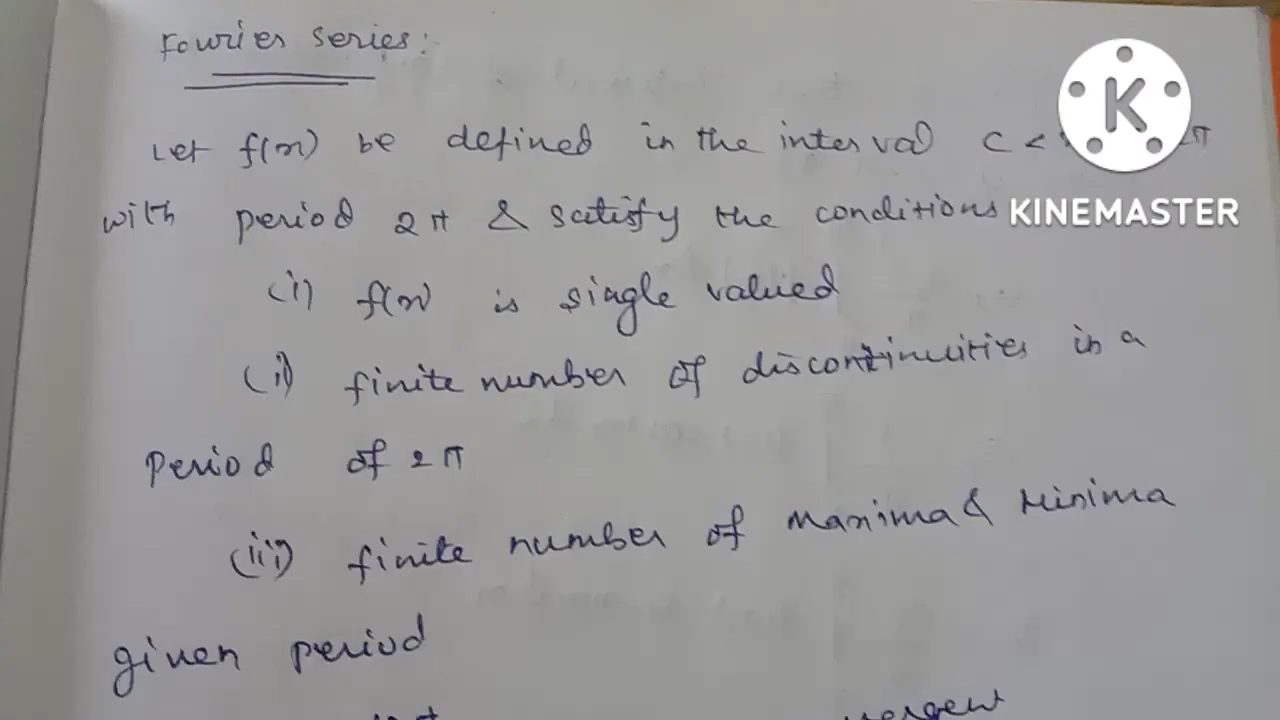 Fourier series:
Let f(x) be defined in the interval c < 2π
with period 2π & satisfy the conditions
KINEMASTER
(i) f(x) is single valued
(ii) finite number of discontinuities in a
period of 2π
(iii) finite number of maxima & minima
given period